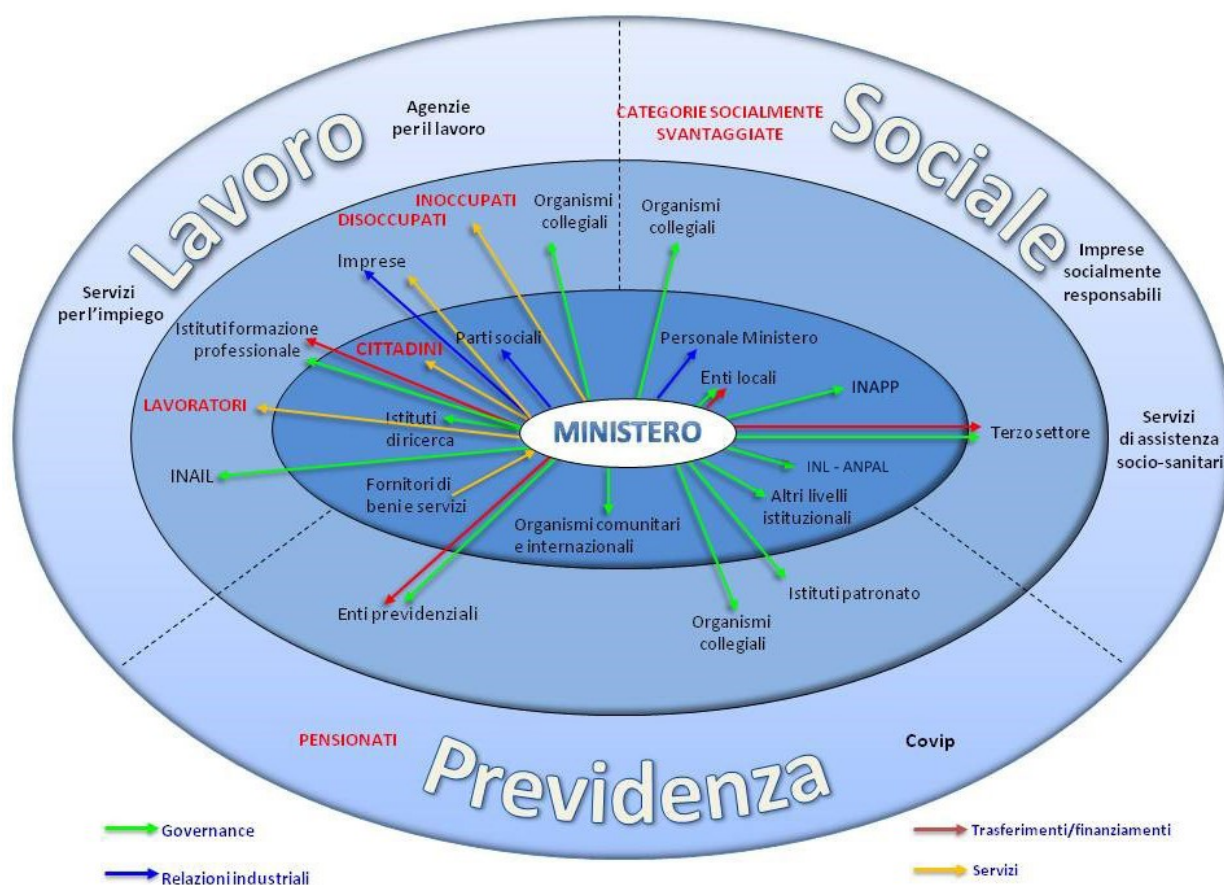 Lavoro
Sociale
Previdenza
Agenzie
per il lavoro
CATEGORIE SOCIALMENTE
SVANTAGGIATE
INOCCUPATI
DISOCCUPATI
Organismi
collegiali
Organismi
collegiali
Imprese
Imprese
socialmente
responsabili
Servizi
per l'impiego
Istituti formazione
professionale
Parti sociali
Personale Ministero
CITTADINI
Enti locali
INAPP
LAVORATORI
Istituti
di ricerca
MINISTERO
Terzo settore
Servizi
di assistenza
socio-sanitari
INAIL
Fornitori di
beni e servizi
INL - ANPAL
Altri livelli
istituzionali
Organismi comunitari
e internazionali
Istituti patronato
Enti previdenziali
Organismi
collegiali
PENSIONATI
Covip
Governance
Trasferimenti/finanziamenti
Relazioni industriali
Servizi